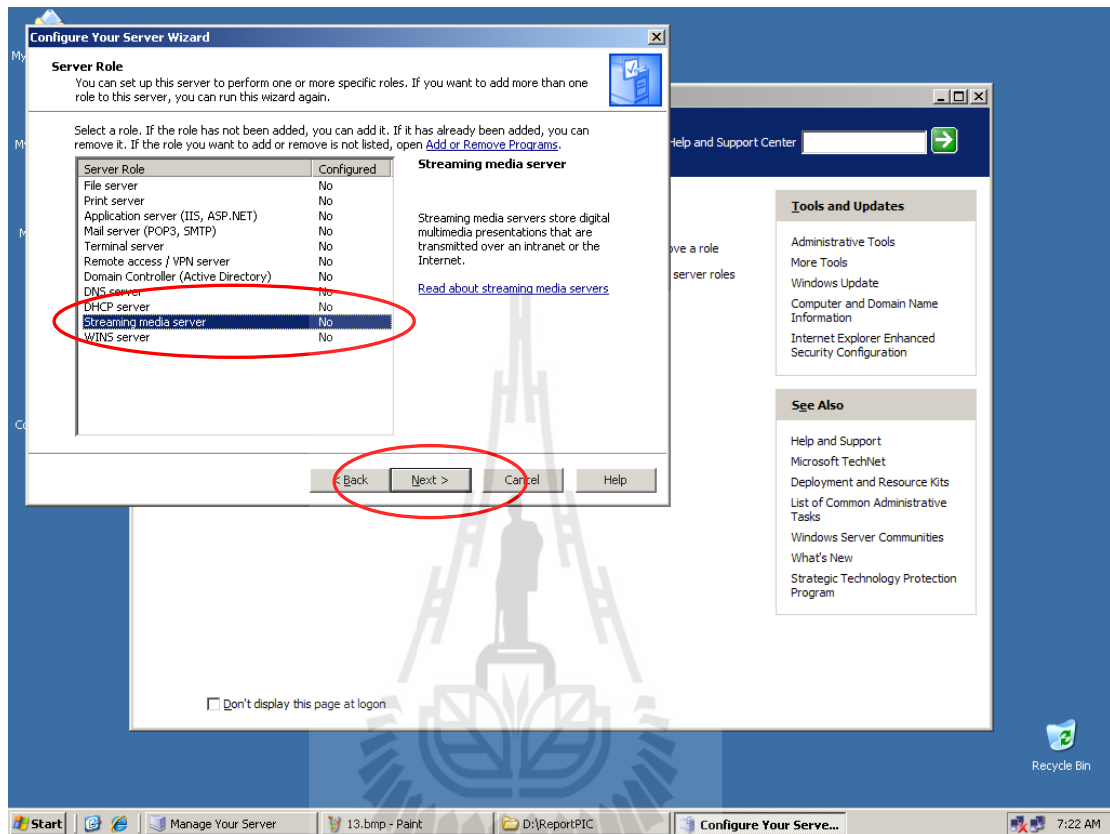 Configure Your Server Wizard
Server Role
You can set up this server to perform one or more specific roles. If you want to add more than one
role to this server, you can run this wizard again.
Select a role. If the role has not been added, you can add it. If it has already been added, you can
remove it. If the role you want to add or remove is not listed, open Add or Remove Programs.
Server Role Configured
File server No
Print server No
Application server (IIS, ASP.NET) No
Mail server (POP3, SMTP) No
Terminal server No
Remote access / VPN server No
Domain Controller (Active Directory) No
DNS server No
DHCP server No
Streaming media server No
WINS server No
Streaming media server
Streaming media servers store digital
multimedia presentations that are
transmitted over an intranet or the
Internet.
Read about streaming media servers
< Back Next > Cancel Help
My
Help and Support Center
ove a role
server roles
Tools and Updates
Administrative Tools
More Tools
Windows Update
Computer and Domain Name
Information
Internet Explorer Enhanced
Security Configuration
See Also
Help and Support
Microsoft TechNet
Deployment and Resource Kits
List of Common Administrative
Tasks
Windows Server Communities
What's New
Strategic Technology Protection
Program
Don't display this page at logon
Recycle Bin
Start Manage Your Server 13.bmp - Paint D:\ReportPIC Configure Your Serve... 7:22 AM